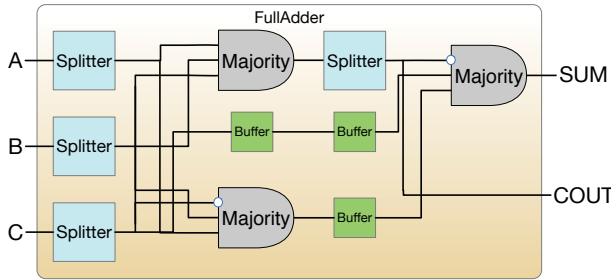 FullAdder
A
Splitter
Majority
Splitter
Majority
SUM
B
Splitter
Buffer
Buffer
C
Splitter
Majority
Buffer
COUT